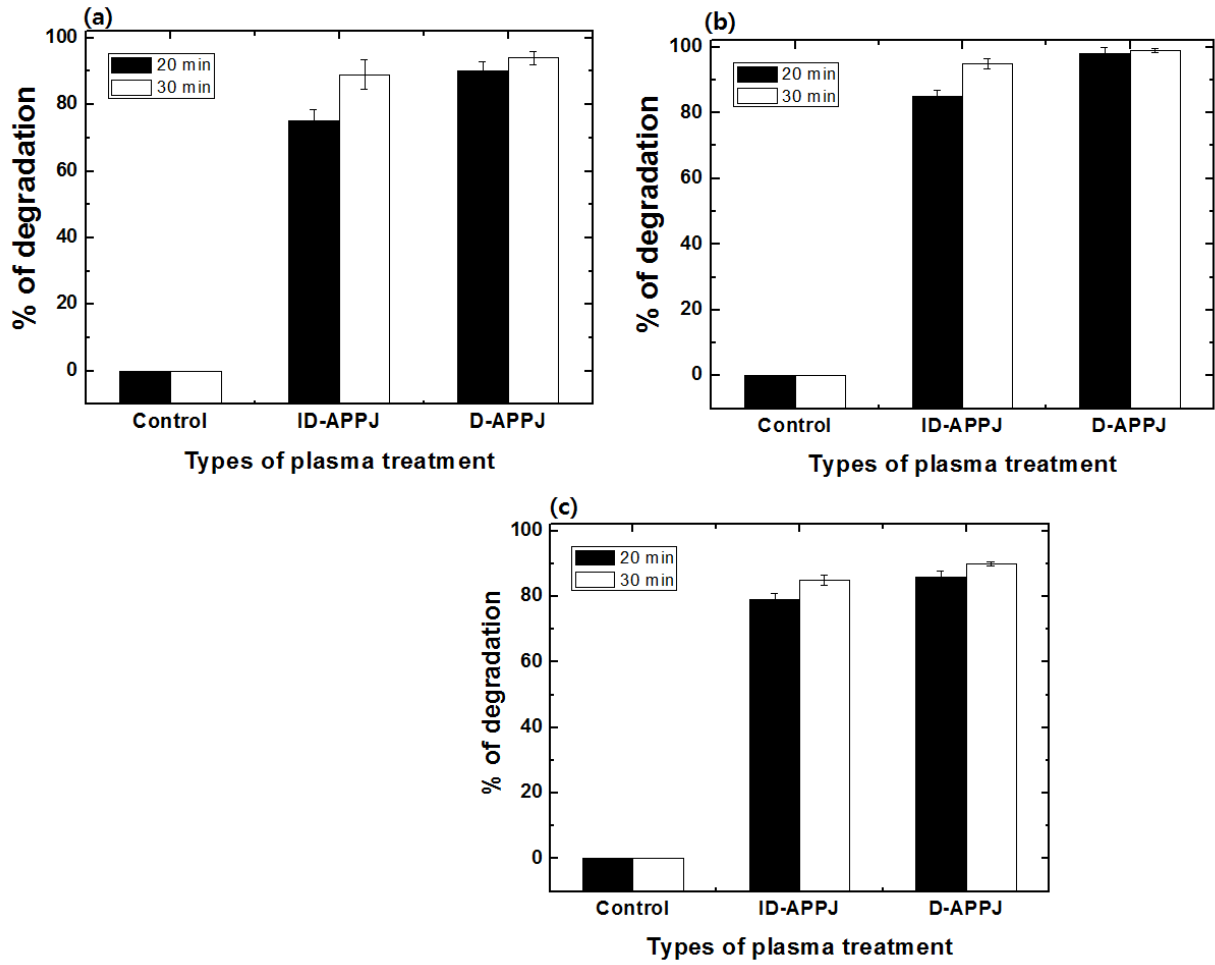 (a)
20 min
30 min
100
80
60
40
20
0
% of degradation
Control ID-APPJ D-APPJ
Types of plasma treatment
(b)
20 min
30 min
100
80
60
40
20
0
% of degradation
Control ID-APPJ D-APPJ
Types of plasma treatment
(c)
20 min
30 min
100
80
60
40
20
0
% of degradation
Control ID-APPJ D-APPJ
Types of plasma treatment